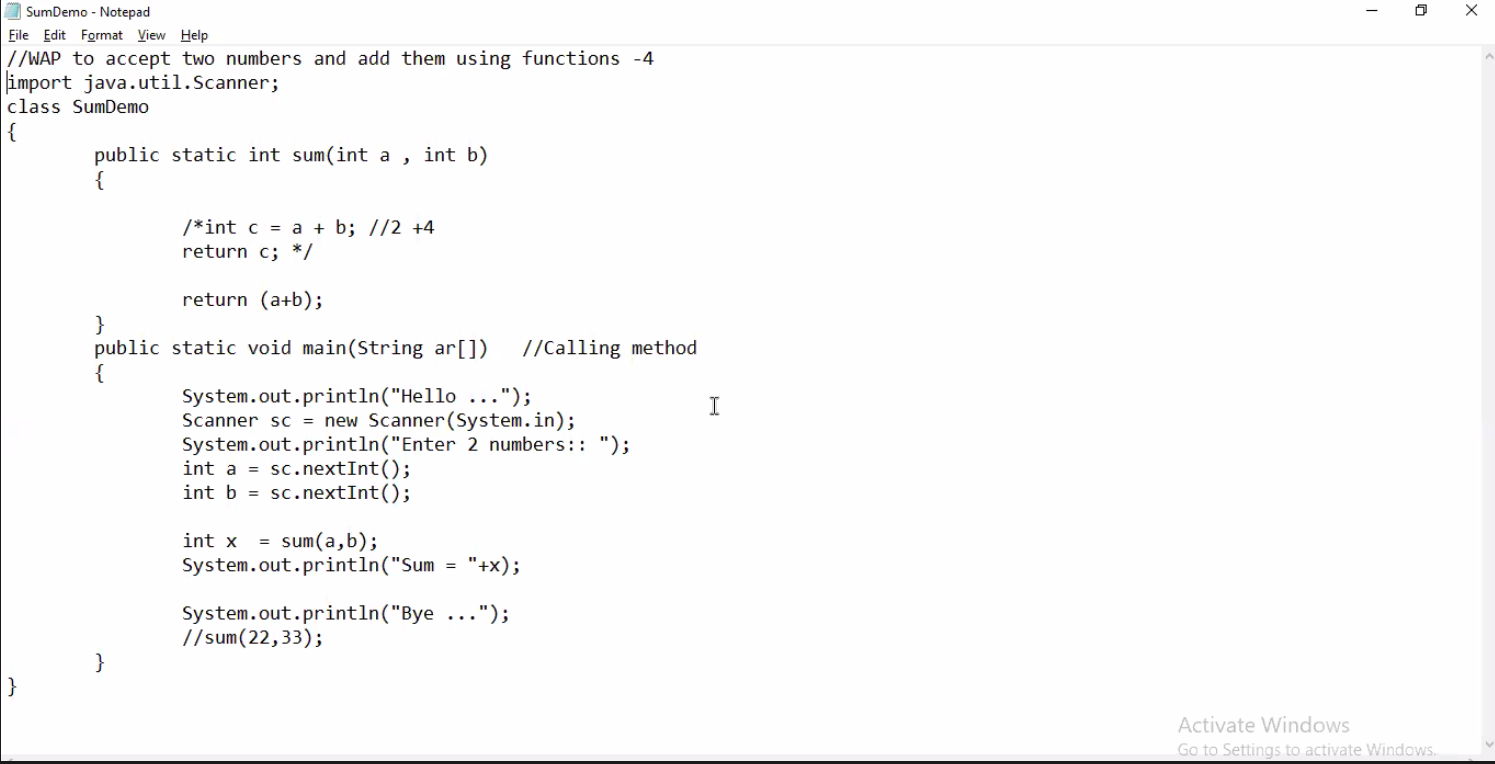 SumDemo - Notepad
File Edit Format View Help
//WAP to accept two numbers and add them using functions -4
import java.util.Scanner;
class SumDemo
{
public static int sum(int a , int b)
{
/*int c = a + b; //2 +4
return c; */
return (a+b);
}
public static void main(String ar[]) //Calling method
{
System.out.println("Hello ...");
Scanner sc = new Scanner(System.in);
System.out.println("Enter 2 numbers:: ");
int a = sc.nextInt();
int b = sc.nextInt();
int x  = sum(a,b);
System.out.println("Sum = "+x);
System.out.println("Bye ...");
//sum(22,33);
}
}
Activate Windows
Go to Settings to activate Windows.